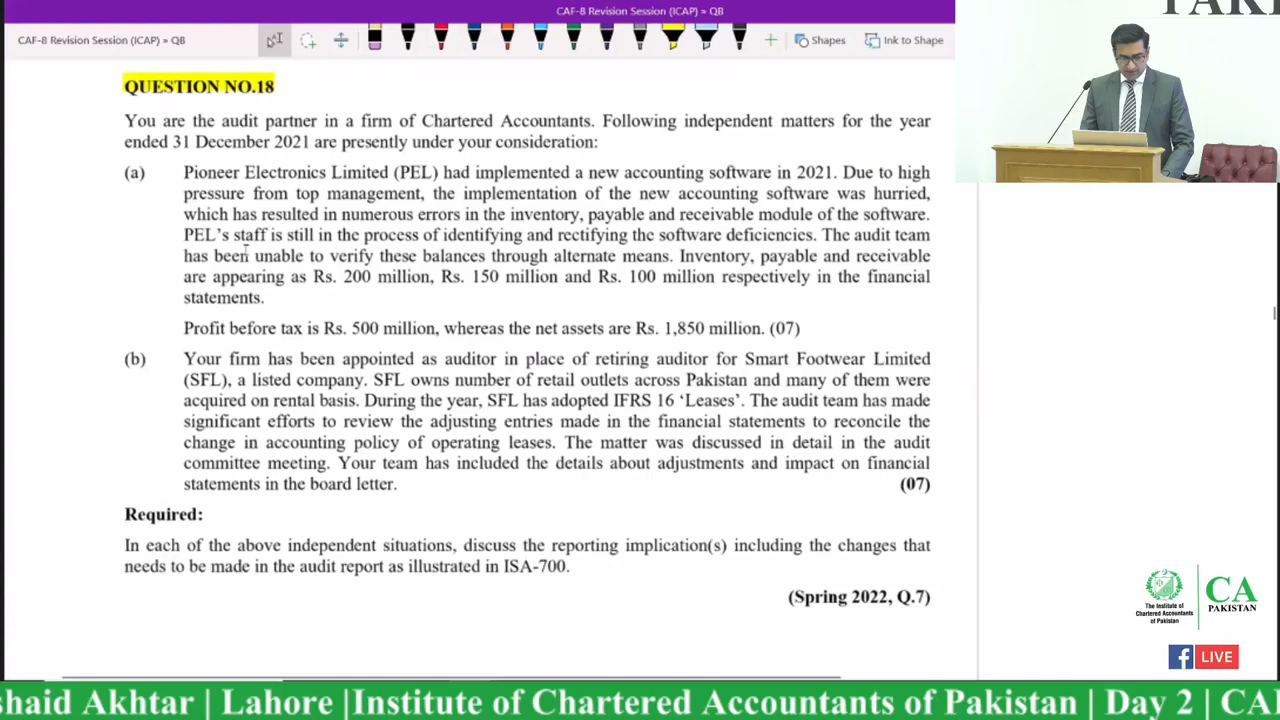 CAF-8 Revision Session (ICAP) » QB
CAF-8 Revision Session (ICAP) » QB
Shapes
Ink to Shape
QUESTION NO.18
You are the audit partner in a firm of Chartered Accountants. Following independent matters for the year
ended 31 December 2021 are presently under your consideration:
(a) Pioneer Electronics Limited (PEL) had implemented a new accounting software in 2021. Due to high
pressure from top management, the implementation of the new accounting software was hurried,
which has resulted in numerous errors in the inventory, payable and receivable module of the software.
PEL's staff is still in the process of identifying and rectifying the software deficiencies. The audit team
has been unable to verify these balances through alternate means. Inventory, payable and receivable
are appearing as Rs. 200 million, Rs. 150 million and Rs. 100 million respectively in the financial
statements.
Profit before tax is Rs. 500 million, whereas the net assets are Rs. 1,850 million. (07)
(b) Your firm has been appointed as auditor in place of retiring auditor for Smart Footwear Limited
(SFL), a listed company. SFL owns number of retail outlets across Pakistan and many of them were
acquired on rental basis. During the year, SFL has adopted IFRS 16 ‘Leases’. The audit team has made
significant efforts to review the adjusting entries made in the financial statements to reconcile the
change in accounting policy of operating leases. The matter was discussed in detail in the audit
committee meeting. Your team has included the details about adjustments and impact on financial
statements in the board letter. (07)
Required:
In each of the above independent situations, discuss the reporting implication(s) including the changes that
needs to be made in the audit report as illustrated in ISA-700.
(Spring 2022, Q.7)
The Institute of
Chartered Accountants
of Pakistan
CA
PAKISTAN
LIVE
shaid Akhtar | Lahore |Institute of Chartered Accountants of Pakistan | Day 2 | CA